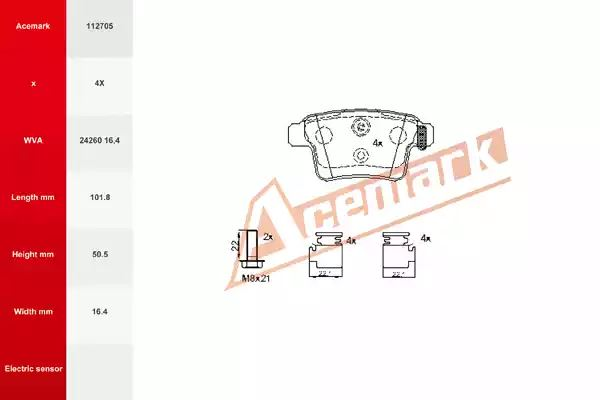 Acemark 112705
x 4X
WVA 24260 16,4
Length mm 101.8
Height mm 50.5
Width mm 16.4
Electric sensor
4x
Acemark
22
2x
M8x21
4x
22
4x
22